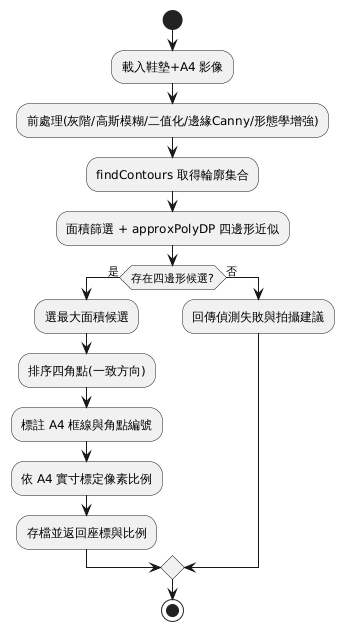 載入鞋墊+A4 影像
前處理(灰階/高斯模糊/二值化/邊緣Canny/形態學增強)
findContours 取得輪廓集合
面積篩選 + approxPolyDP 四邊形近似
存在四邊形候選?
是
否
選最大面積候選
回傳偵測失敗與拍攝建議
排序四角點(一致方向)
標註 A4 框線與角點編號
依 A4 實寸標定像素比例
存檔並返回座標與比例